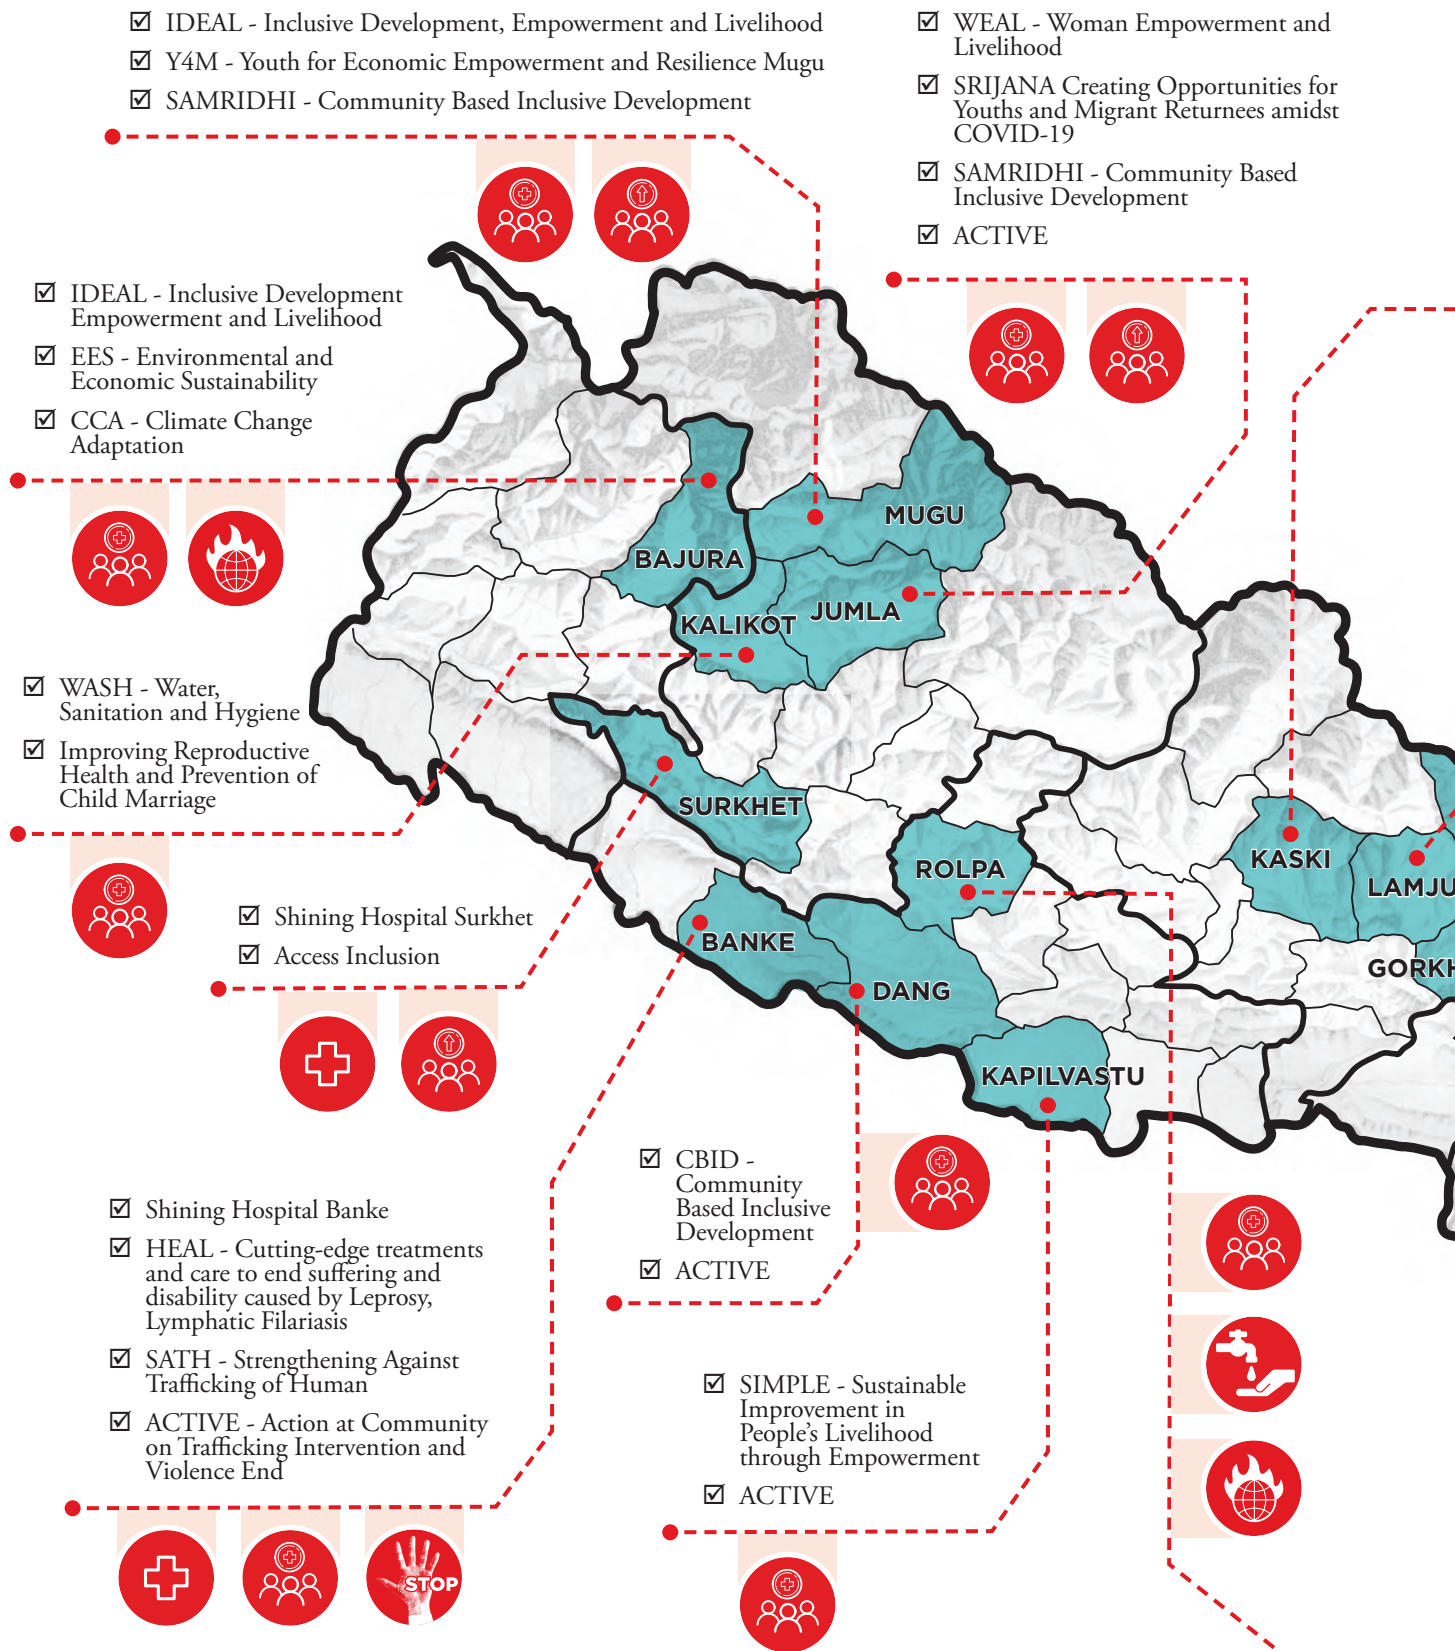 IDEAL - Inclusive Development, Empowerment and Livelihood
Y4M - Youth for Economic Empowerment and Resilience Mugu
SAMRIDHI - Community Based Inclusive Development
WEAL - Woman Empowerment and
Livelihood
SRIJANA Creating Opportunities for
Youths and Migrant Returnees amidst
COVID-19
SAMRIDHI - Community Based
Inclusive Development
ACTIVE
IDEAL - Inclusive Development
Empowerment and Livelihood
EES - Environmental and
Economic Sustainability
CCA - Climate Change
Adaptation
MUGU
BAJURA
KALIKOT
JUMLA
WASH - Water,
Sanitation and Hygiene
Improving Reproductive
Health and Prevention of
Child Marriage
SURKHET
ROLPA
KASKI
LAMJU
GORKH
BANKE
DANG
KAPILVASTU
Shining Hospital Surkhet
Access Inclusion
CBID -
Community
Based Inclusive
Development
ACTIVE
Shining Hospital Banke
HEAL - Cutting-edge treatments
and care to end suffering and
disability caused by Leprosy,
Lymphatic Filariasis
SATH - Strengthening Against
Trafficking of Human
ACTIVE - Action at Community
on Trafficking Intervention and
Violence End
STOP
SIMPLE - Sustainable
Improvement in
People's Livelihood
through Empowerment
ACTIVE